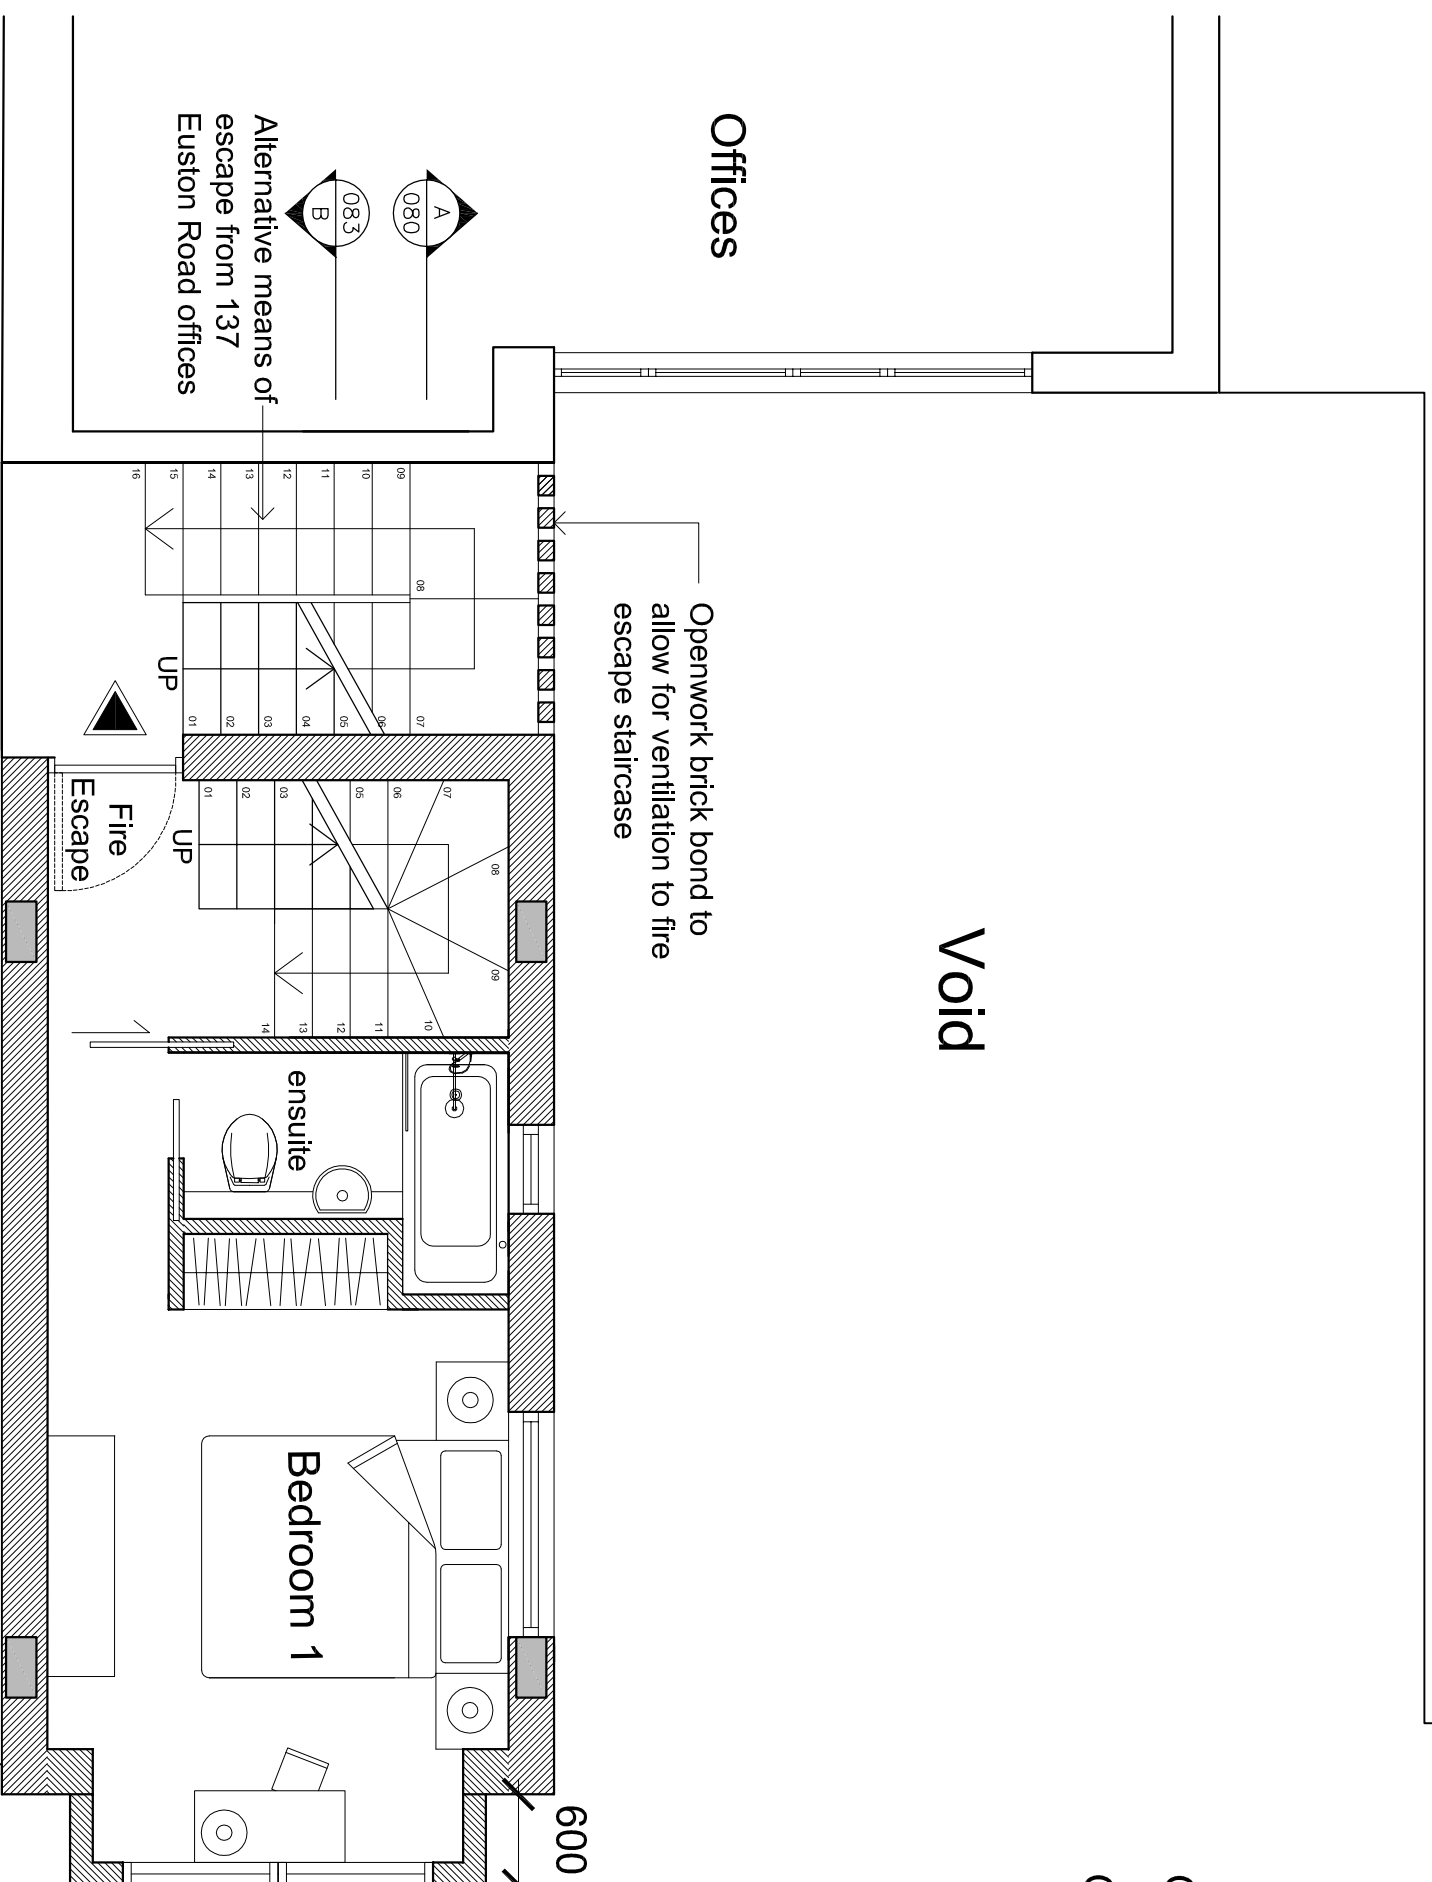 Offices
A
080
083
B
Alternative means of
escape from 137
Euston Road offices
Openwork brick bond to
allow for ventilation to fire
escape staircase
Void
09
10
11
12
13
14
15
16
08
07
06
05
04
03
02
01
UP
Fire
Escape
07
06
05
03
02
01
UP
08
09
10
11
12
13
14
ensuite
Bedroom 1
600